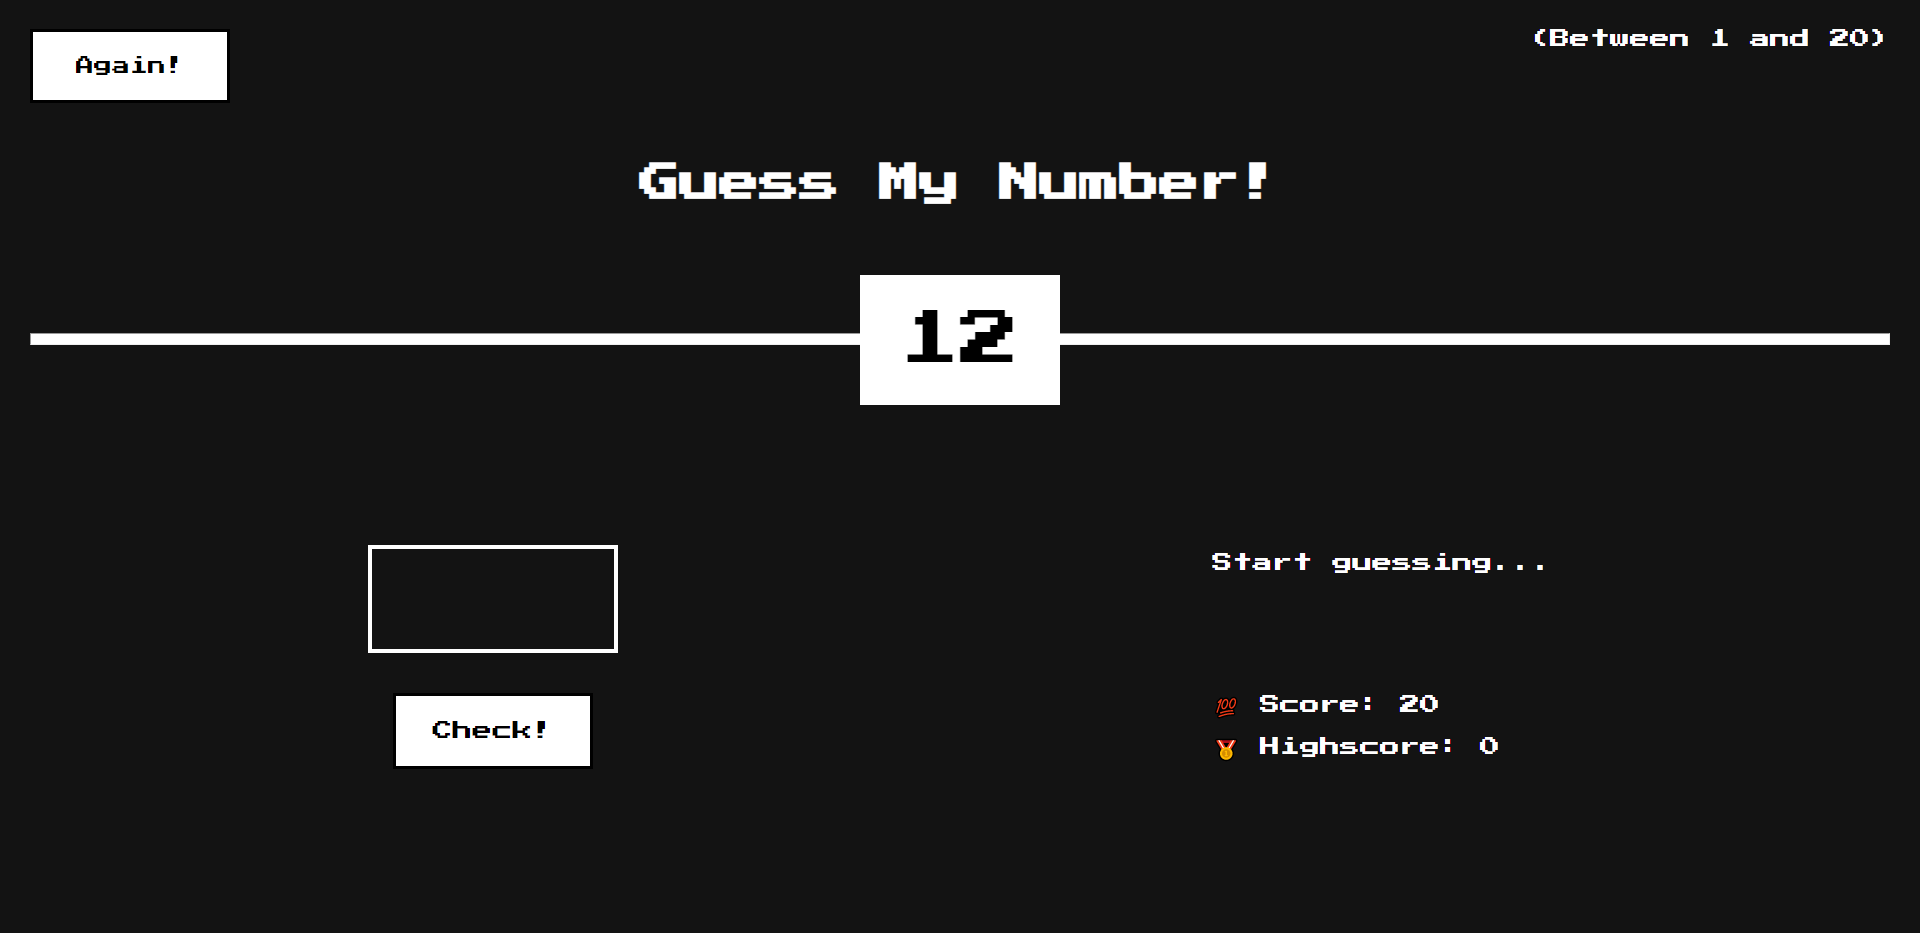 Again!
(Between 1 and 20)
Guess My Number!
12
Start guessing...
Check!
💯 Score: 20
🥇 Highscore: 0